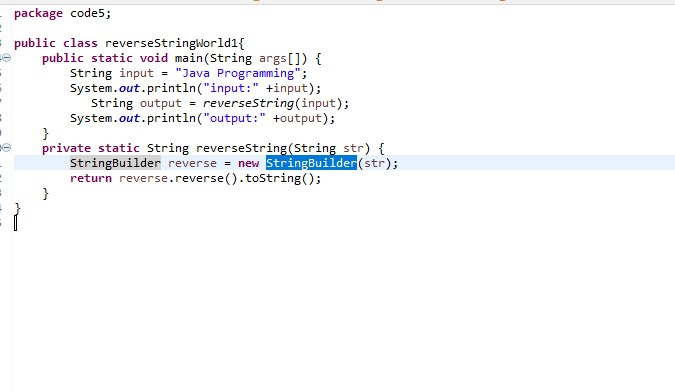 package code5;
public class reverseStringWorld1{
    public static void main(String args[]) {
        String input = "Java Programming";
        System.out.println("input:" +input);
           String output = reverseString(input);
        System.out.println("output:" +output);
    }
    private static String reverseString(String str) {
        StringBuilder reverse = new StringBuilder(str);
        return reverse.reverse().toString();
    }
}